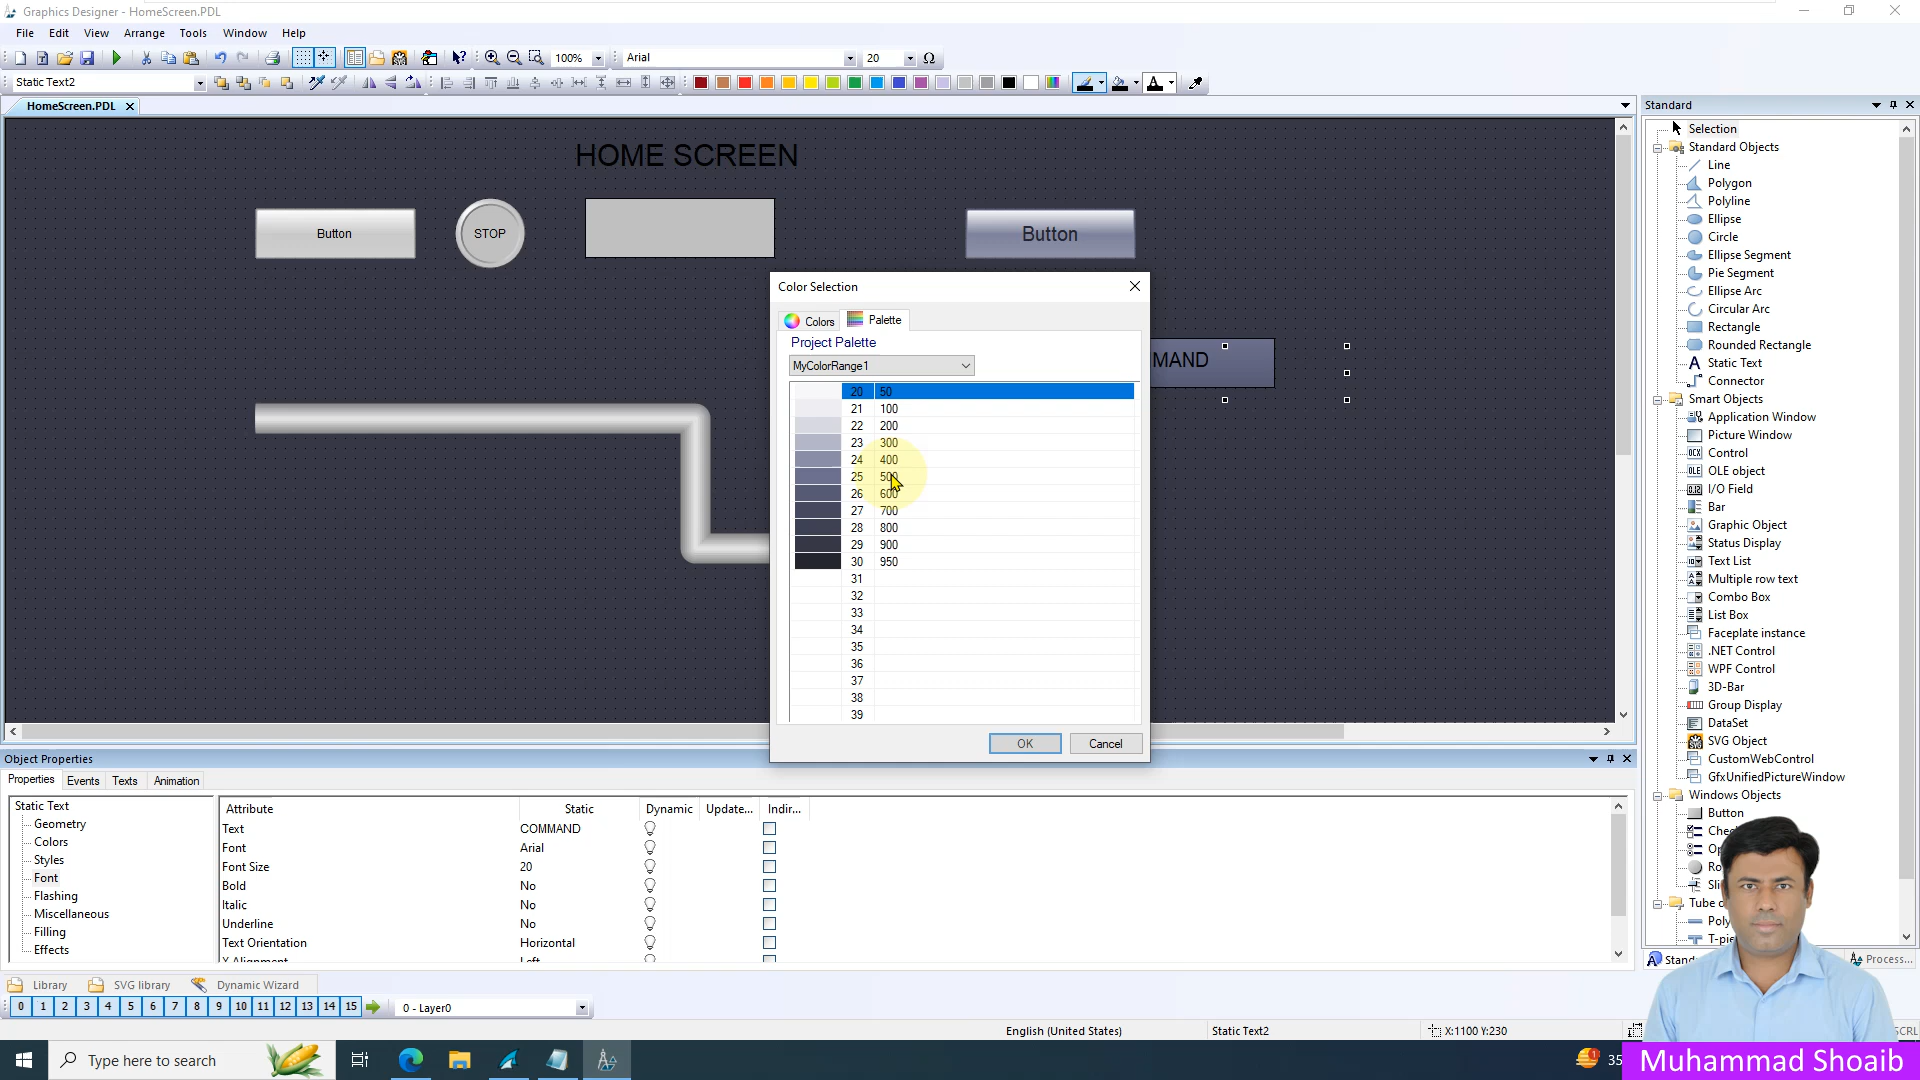 Graphics Designer - HomeScreen.PDL
File Edit View Arrange Tools Window Help
100% Arial 20 Ω
Static Text2
HomeScreen.PDL
HOME SCREEN
Button STOP Button
MAND
Color Selection
Colors Palette
Project Palette
MyColorRange1
20 50
21 100
22 200
23 300
24 400
25 500
26 600
27 700
28 800
29 900
30 950
31
32
33
34
35
36
37
38
39
OK Cancel
Standard
Selection
Standard Objects
Line
Polygon
Polyline
Ellipse
Circle
Ellipse Segment
Pie Segment
Ellipse Arc
Circular Arc
Rectangle
Rounded Rectangle
Static Text
Connector
Smart Objects
Application Window
Picture Window
Control
OLE object
I/O Field
Bar
Graphic Object
Status Display
Text List
Multiple row text
Combo Box
List Box
Faceplate instance
.NET Control
WPF Control
3D-Bar
Group Display
DataSet
SVG Object
CustomWebControl
GfxUnifiedPictureWindow
Windows Objects
Button
Process...
Object Properties
Properties Events Texts Animation
Static Text
Geometry
Colors
Styles
Font
Flashing
Miscellaneous
Filling
Effects
Attribute Static Dynamic Update... Indir...
Text COMMAND
Font Arial
Font Size 20
Bold No
Italic No
Underline No
Text Orientation Horizontal
Library SVG library Dynamic Wizard
0 1 2 3 4 5 6 7 8 9 10 11 12 13 14 15 0 - Layer0
English (United States) Static Text2 X:1100 Y:230 SCRL
Type here to search
Muhammad Shoaib